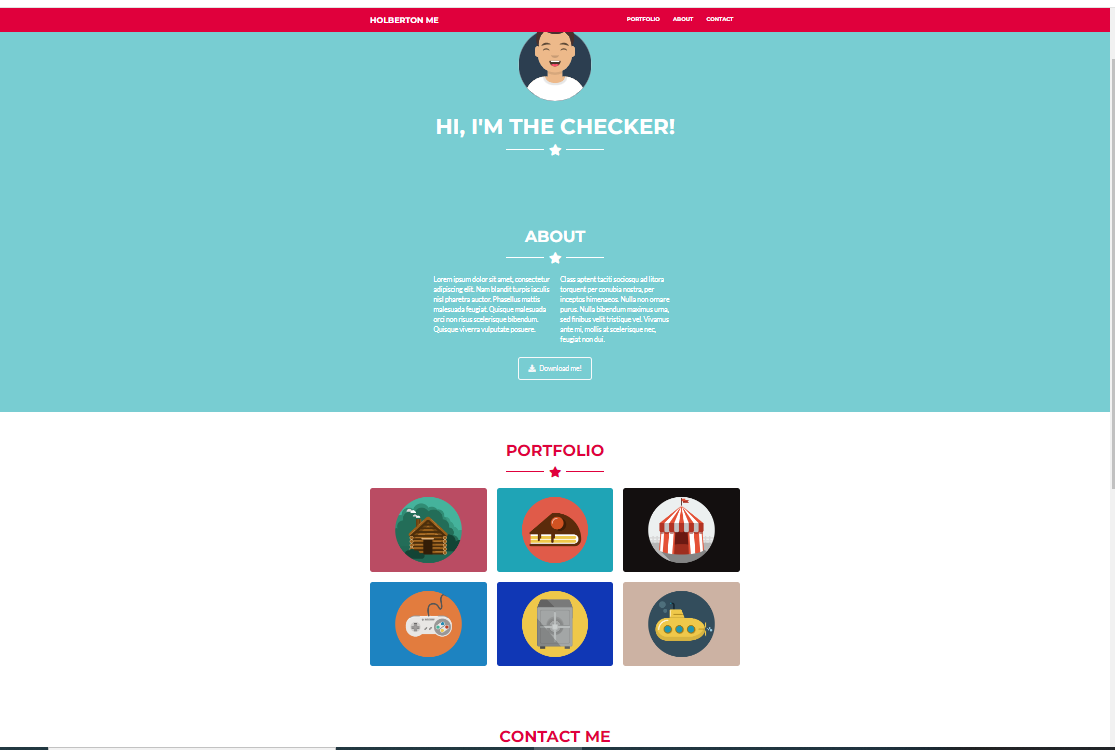 HOLBERTON ME
PORTFOLIO ABOUT CONTACT
HI, I'M THE CHECKER!
ABOUT
Lorem ipsum dolor sit amet, consectetur
adipiscing elit. Nam blandit turpis iaculis
nisl pharetra auctor. Phasellus mattis
malesuada feugiat. Quisque malesuada
orci non risus scelerisque bibendum.
Quisque viverra vulputate posuere.
Class aptent taciti sociosqu ad litora
torquent per conubia nostra, per
inceptos himenaeos. Nulla non ornare
purus. Nulla bibendum maximus urna,
sed finibus velit tristique vel. Vivamus
ante mi, mollis at scelerisque nec,
feugiat non dui.
Download me!
PORTFOLIO
CONTACT ME